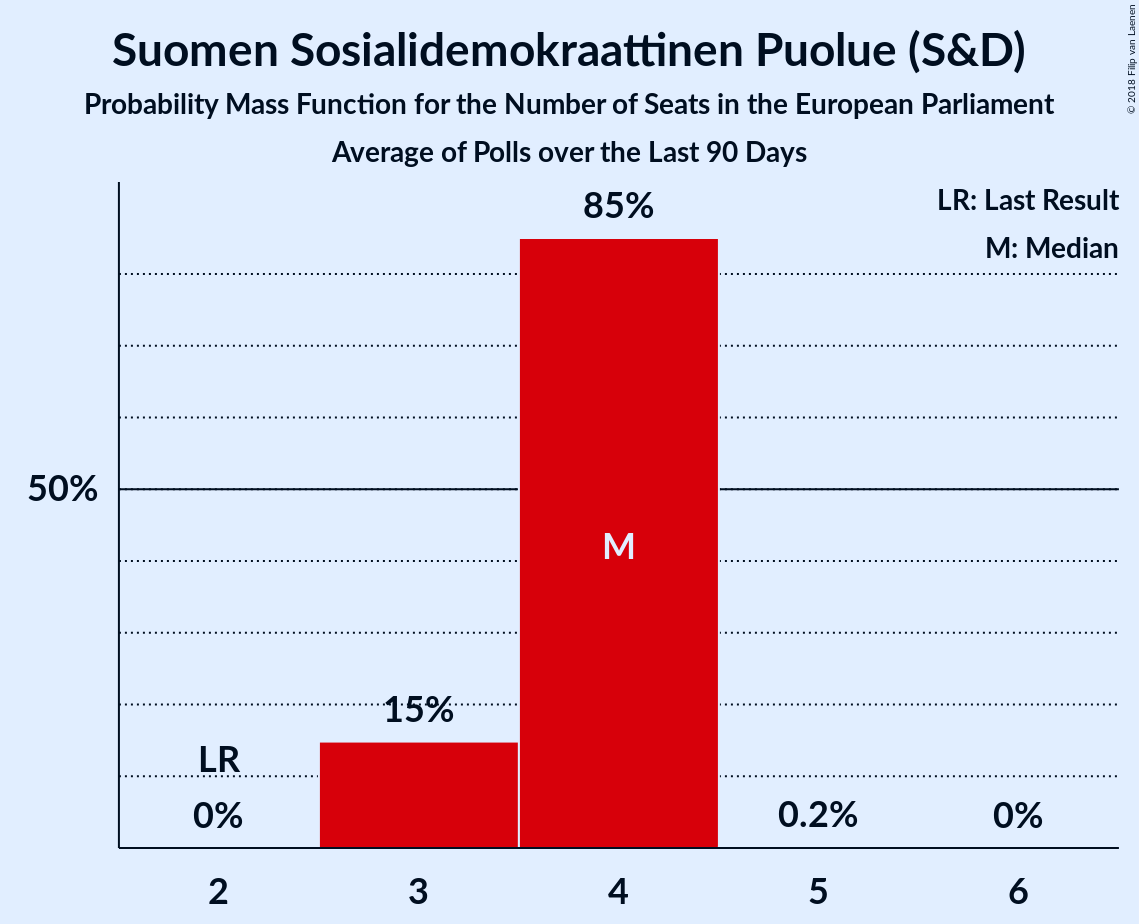 Suomen Sosialidemokraattinen Puolue (S&D)
Probability Mass Function for the Number of Seats in the European Parliament
Average of Polls over the Last 90 Days
© 2018 Filip van Laenen
LR: Last Result
M: Median
85%
50%
M
15%
LR
0%
0.2%
0%
2 3 4 5 6